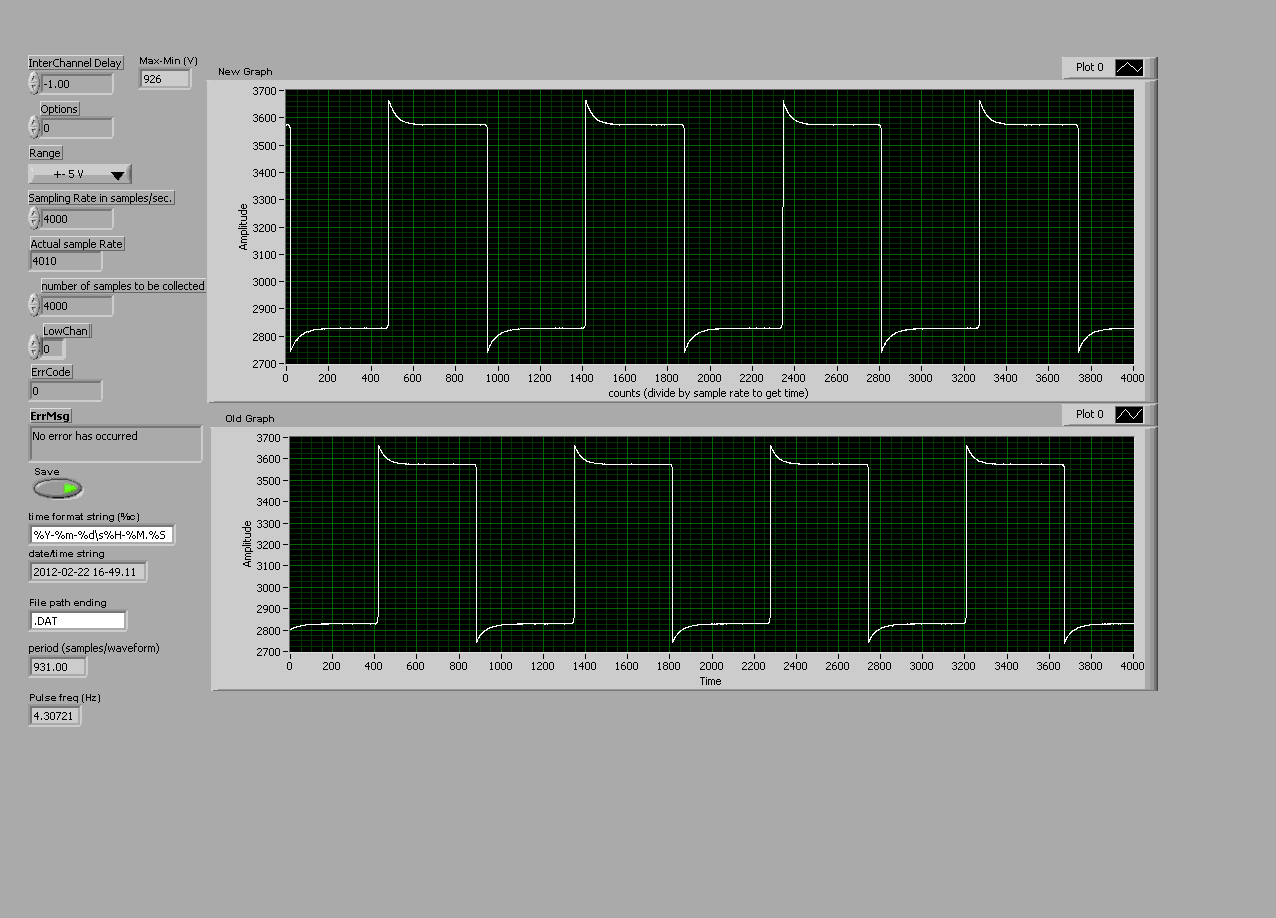 InterChannel Delay
-1.00
Max-Min (V)
926
Options
0
Range
+- 5 V
Sampling Rate in samples/sec.
4000
Actual sample Rate
4010
number of samples to be collected
4000
LowChan
0
ErrCode
0
ErrMsg
No error has occurred
Save
time format string (%c)
%Y-%m-%d\s%H-%M.%S
date/time string
2012-02-22 16-49.11
File path ending
.DAT
period (samples/waveform)
931.00
Pulse freq (Hz)
4.30721
New Graph
Plot 0
Amplitude
3700
3600
3500
3400
3300
3200
3100
3000
2900
2800
2700
0 200 400 600 800 1000 1200 1400 1600 1800 2000 2200 2400 2600 2800 3000 3200 3400 3600 3800 4000
counts (divide by sample rate to get time)
Old Graph
Plot 0
Amplitude
3700
3600
3500
3400
3300
3200
3100
3000
2900
2800
2700
0 200 400 600 800 1000 1200 1400 1600 1800 2000 2200 2400 2600 2800 3000 3200 3400 3600 3800 4000
Time